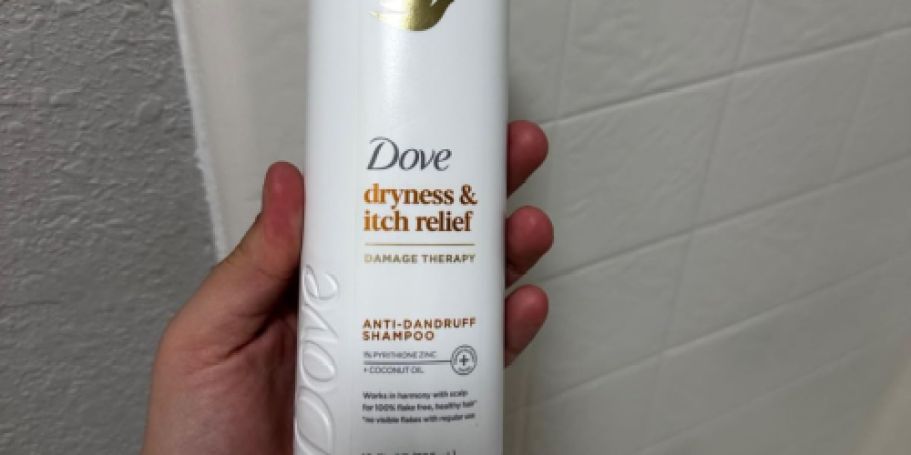 Dove
dryness &
itch relief
DAMAGE THERAPY
ANTI-DANDRUFF
SHAMPOO
1% PYRITHIONE ZINC
+ COCONUT OIL
Works in harmony with scalp
for 100% flake free, healthy hair*
*no visible flakes with regular use
Dove